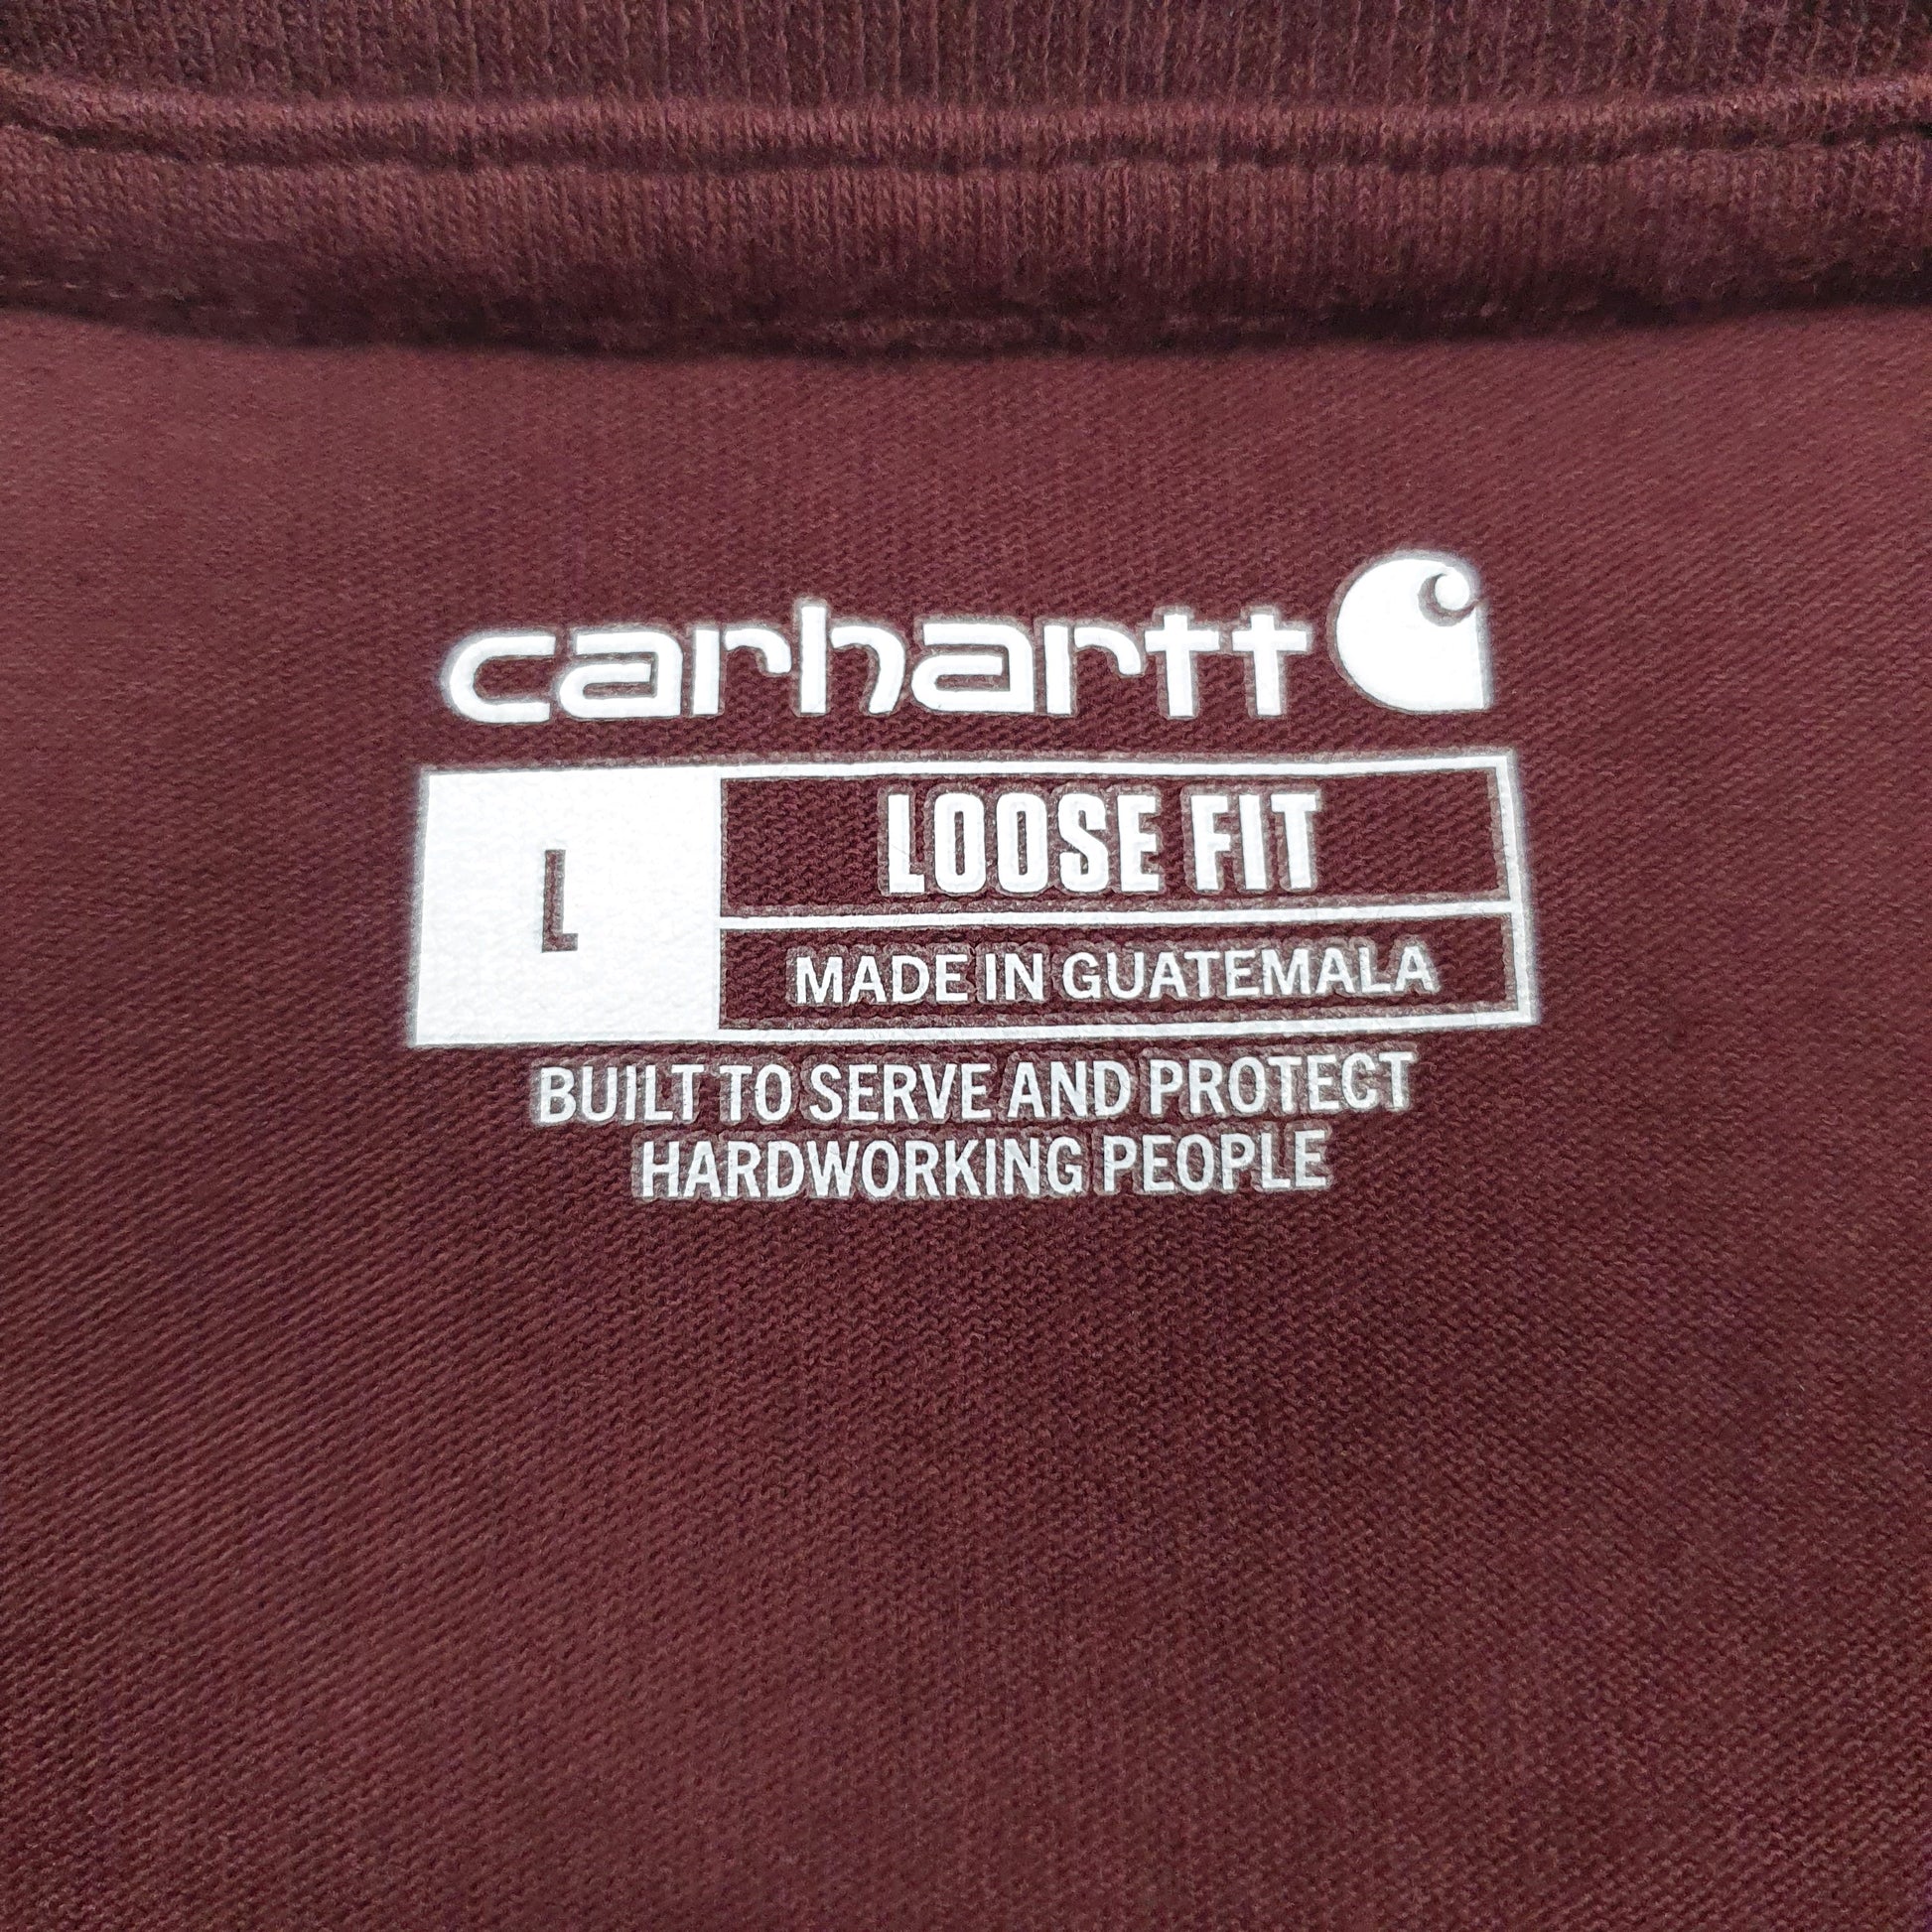 carhartt
L
LOOSE FIT
MADE IN GUATEMALA
BUILT TO SERVE AND PROTECT
HARDWORKING PEOPLE